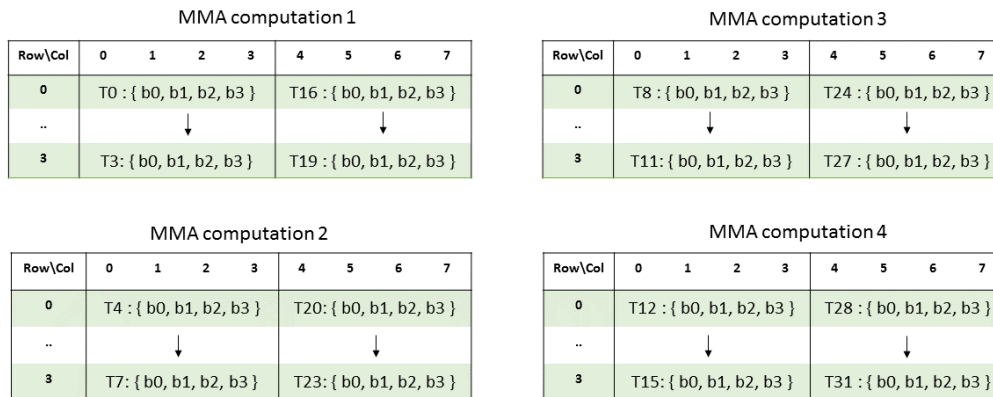 MMA computation 1
Row\Col 0 1 2 3 4 5 6 7
0 T0 : { b0, b1, b2, b3 } T16 : { b0, b1, b2, b3 }
..
3 T3: { b0, b1, b2, b3 } T19 : { b0, b1, b2, b3 }
MMA computation 3
Row\Col 0 1 2 3 4 5 6 7
0 T8 : { b0, b1, b2, b3 } T24 : { b0, b1, b2, b3 }
..
3 T11: { b0, b1, b2, b3 } T27 : { b0, b1, b2, b3 }
MMA computation 2
Row\Col 0 1 2 3 4 5 6 7
0 T4 : { b0, b1, b2, b3 } T20: { b0, b1, b2, b3 }
..
3 T7: { b0, b1, b2, b3 } T23: { b0, b1, b2, b3 }
MMA computation 4
Row\Col 0 1 2 3 4 5 6 7
0 T12 : { b0, b1, b2, b3 } T28 : { b0, b1, b2, b3 }
..
3 T15: { b0, b1, b2, b3 } T31 : { b0, b1, b2, b3 }